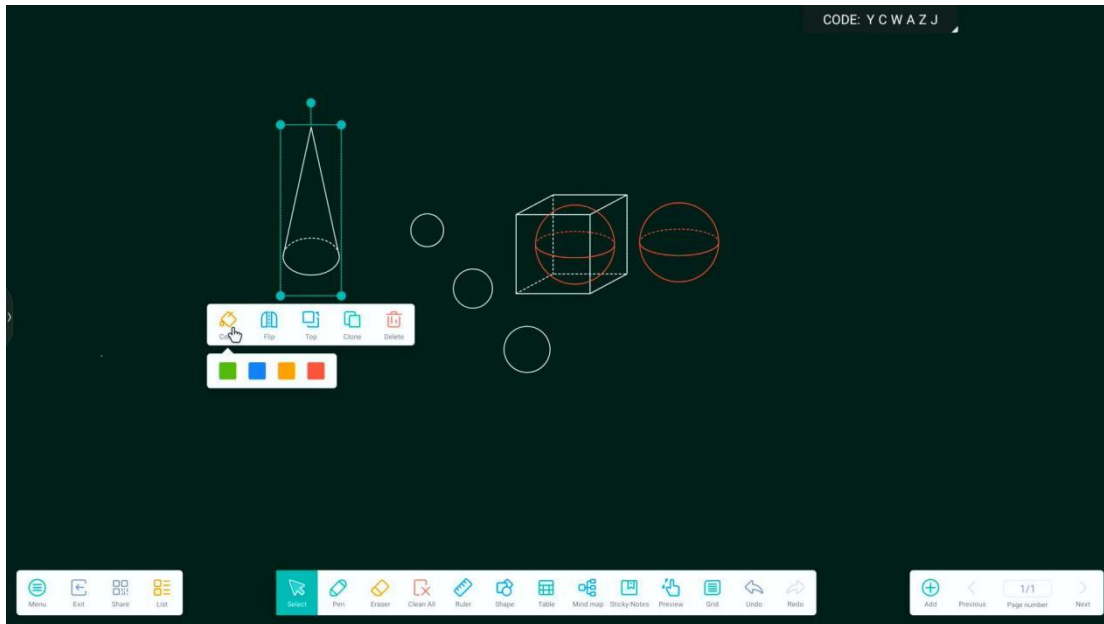 CODE: Y C W A Z J
Flip Top Clone Delete
Menu Exit Share List Select Pen Eraser Clean All Ruler Shape Table Mind map Sticky-Notes Preview Grid Undo Redo Add Previous 1/1 Page number Next